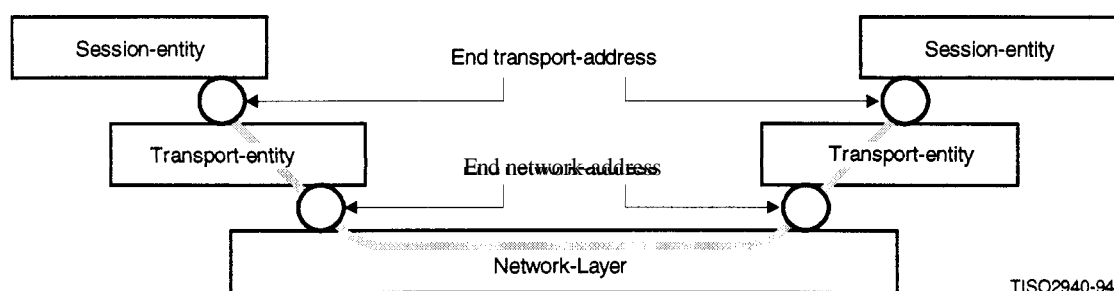 Session-entity
End transport-address
Session-entity
Transport-entity
End network-address
Transport-entity
Network-Layer
TISO2940-94